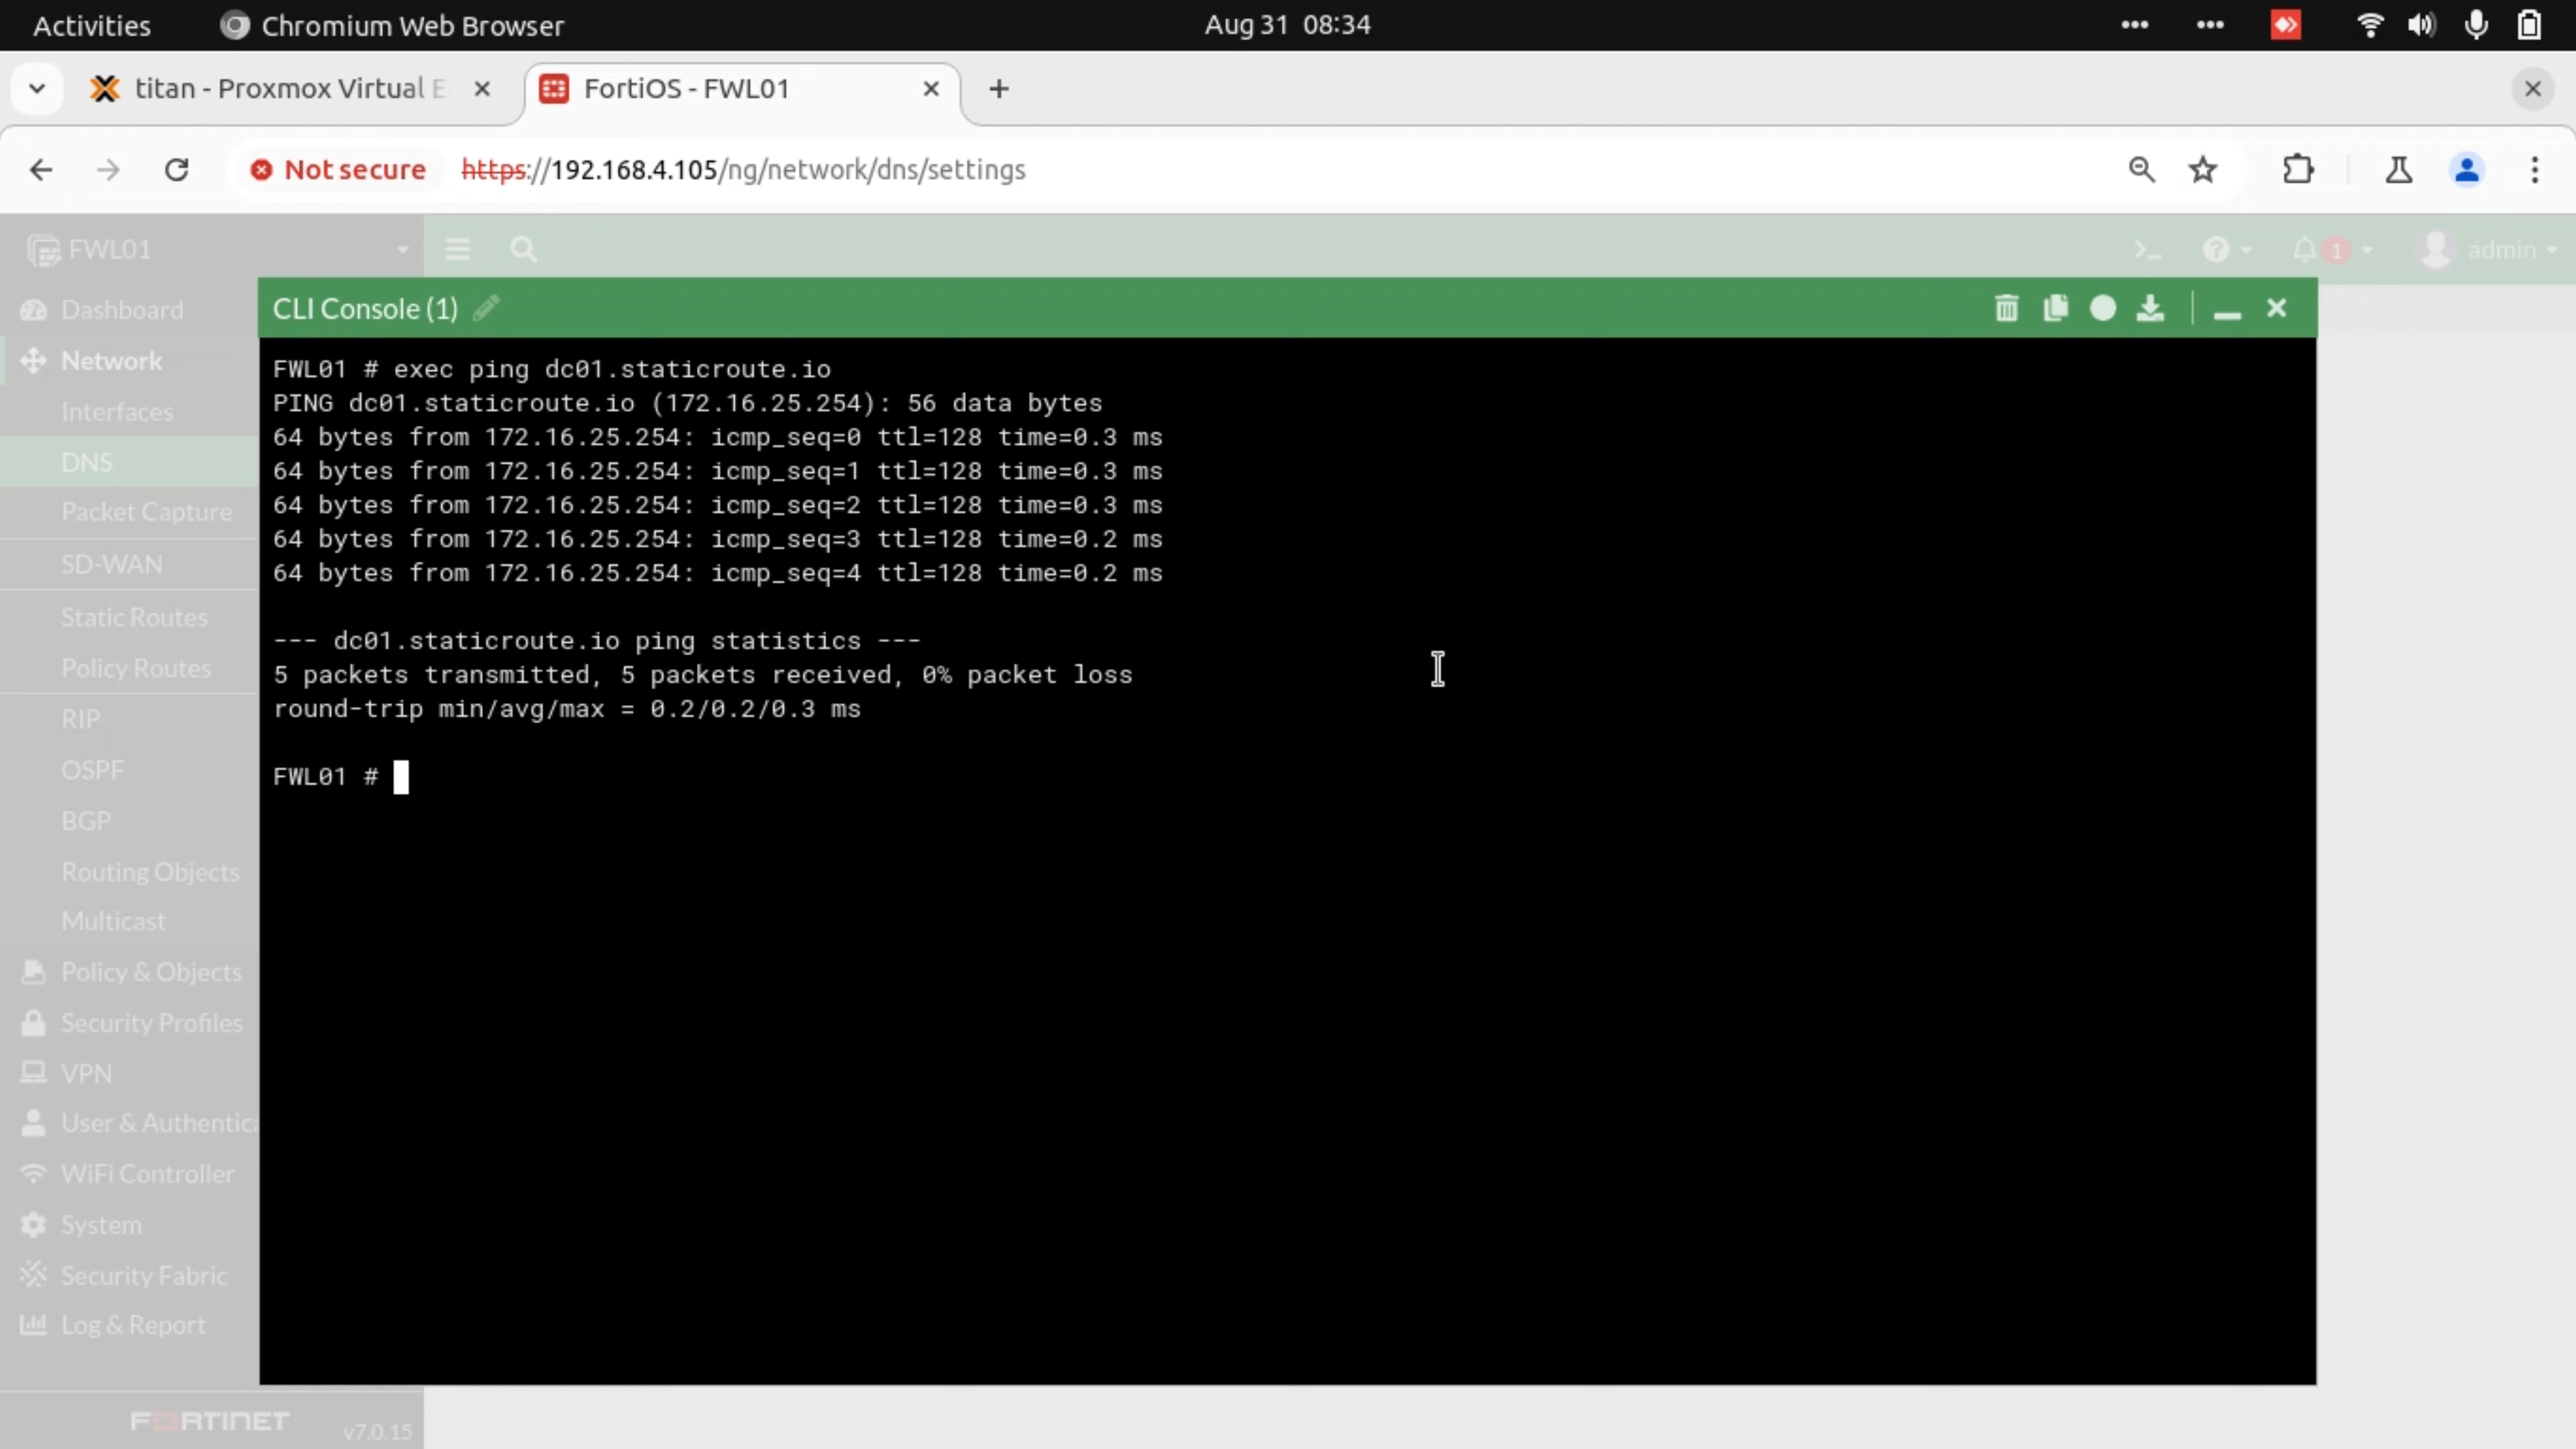 Activities
Chromium Web Browser
Aug 31 08:34
titan - Proxmox Virtual E
FortiOS - FWL01
Not secure
https://192.168.4.105/ng/network/dns/settings
FWL01
1
admin
Dashboard
Network
Interfaces
DNS
Packet Capture
SD-WAN
Static Routes
Policy Routes
RIP
OSPF
BGP
Routing Objects
Multicast
Policy & Objects
Security Profiles
VPN
User & Authentic
WiFi Controller
System
Security Fabric
Log & Report
FORTINET
v7.0.15
CLI Console (1)
FWL01 # exec ping dc01.staticroute.io
PING dc01.staticroute.io (172.16.25.254): 56 data bytes
64 bytes from 172.16.25.254: icmp_seq=0 ttl=128 time=0.3 ms
64 bytes from 172.16.25.254: icmp_seq=1 ttl=128 time=0.3 ms
64 bytes from 172.16.25.254: icmp_seq=2 ttl=128 time=0.3 ms
64 bytes from 172.16.25.254: icmp_seq=3 ttl=128 time=0.2 ms
64 bytes from 172.16.25.254: icmp_seq=4 ttl=128 time=0.2 ms
--- dc01.staticroute.io ping statistics ---
5 packets transmitted, 5 packets received, 0% packet loss
round-trip min/avg/max = 0.2/0.2/0.3 ms
FWL01 #